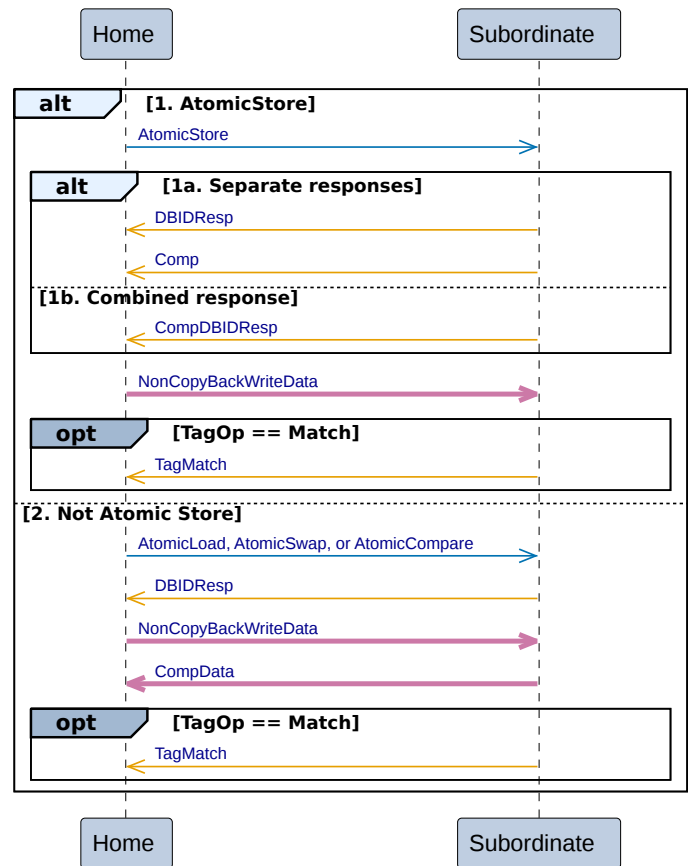 Home Subordinate
alt [1. AtomicStore]
AtomicStore
alt [1a. Separate responses]
DBIDResp
Comp
[1b. Combined response]
CompDBIDResp
NonCopyBackWriteData
opt [TagOp == Match]
TagMatch
[2. Not Atomic Store]
AtomicLoad, AtomicSwap, or AtomicCompare
DBIDResp
NonCopyBackWriteData
CompData
opt [TagOp == Match]
TagMatch
Home Subordinate